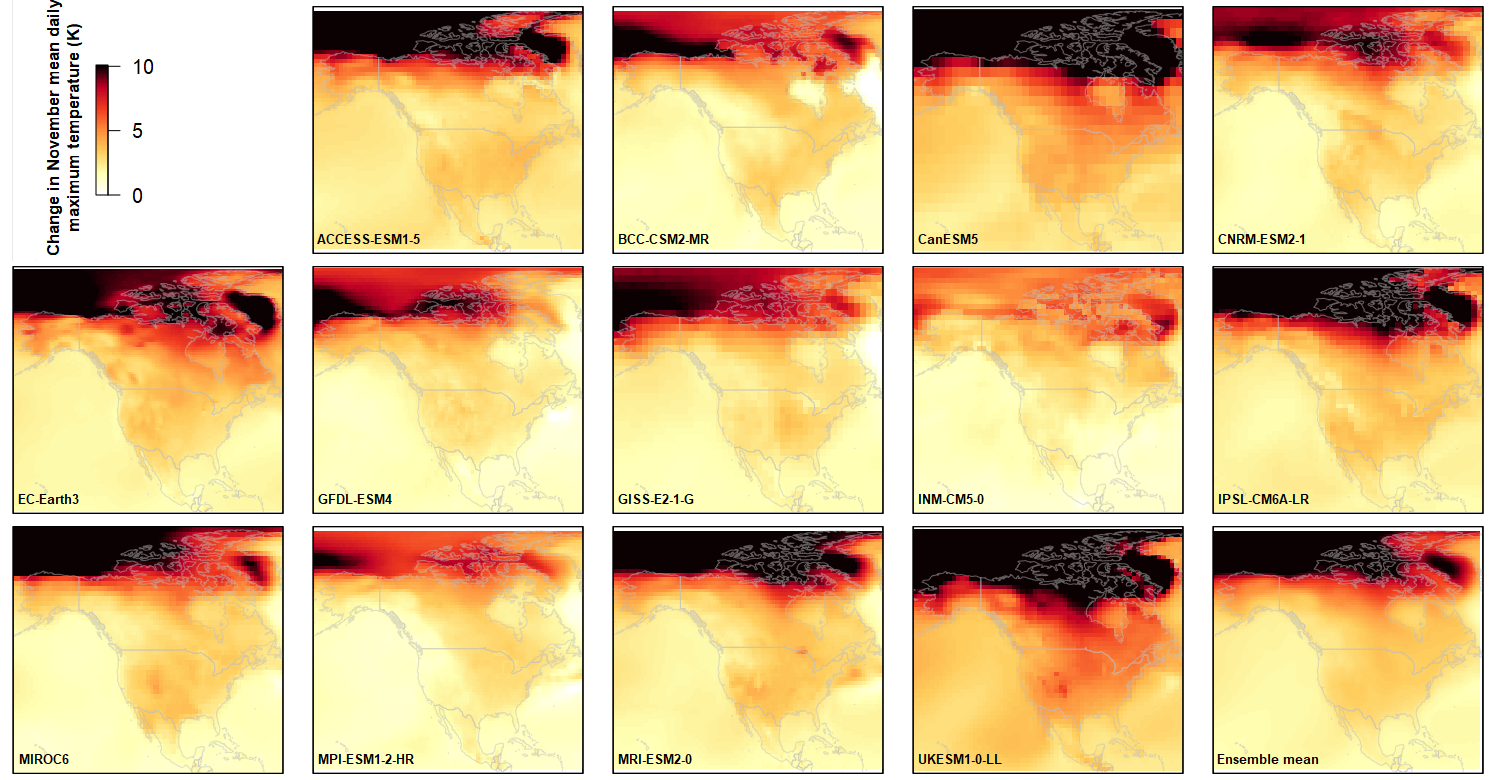 Change in November mean daily
maximum temperature (K)
10
5
0
ACCESS-ESM1-5
BCC-CSM2-MR
CanESM5
CNRM-ESM2-1
EC-Earth3
GFDL-ESM4
GISS-E2-1-G
INM-CM5-0
IPSL-CM6A-LR
MIROC6
MPI-ESM1-2-HR
MRI-ESM2-0
UKESM1-0-LL
Ensemble mean